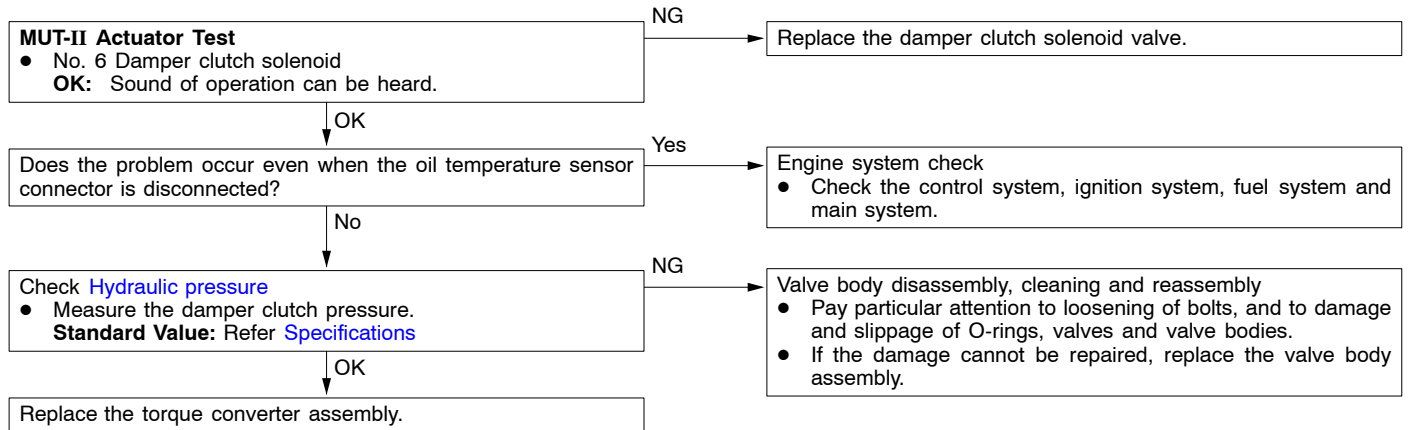 MUT-II Actuator Test
● No. 6 Damper clutch solenoid
OK: Sound of operation can be heard.
NG
Replace the damper clutch solenoid valve.
OK
Does the problem occur even when the oil temperature sensor
connector is disconnected?
Yes
Engine system check
● Check the control system, ignition system, fuel system and
main system.
No
Check Hydraulic pressure
● Measure the damper clutch pressure.
Standard Value: Refer Specifications
NG
Valve body disassembly, cleaning and reassembly
● Pay particular attention to loosening of bolts, and to damage
and slippage of O-rings, valves and valve bodies.
● If the damage cannot be repaired, replace the valve body
assembly.
OK
Replace the torque converter assembly.